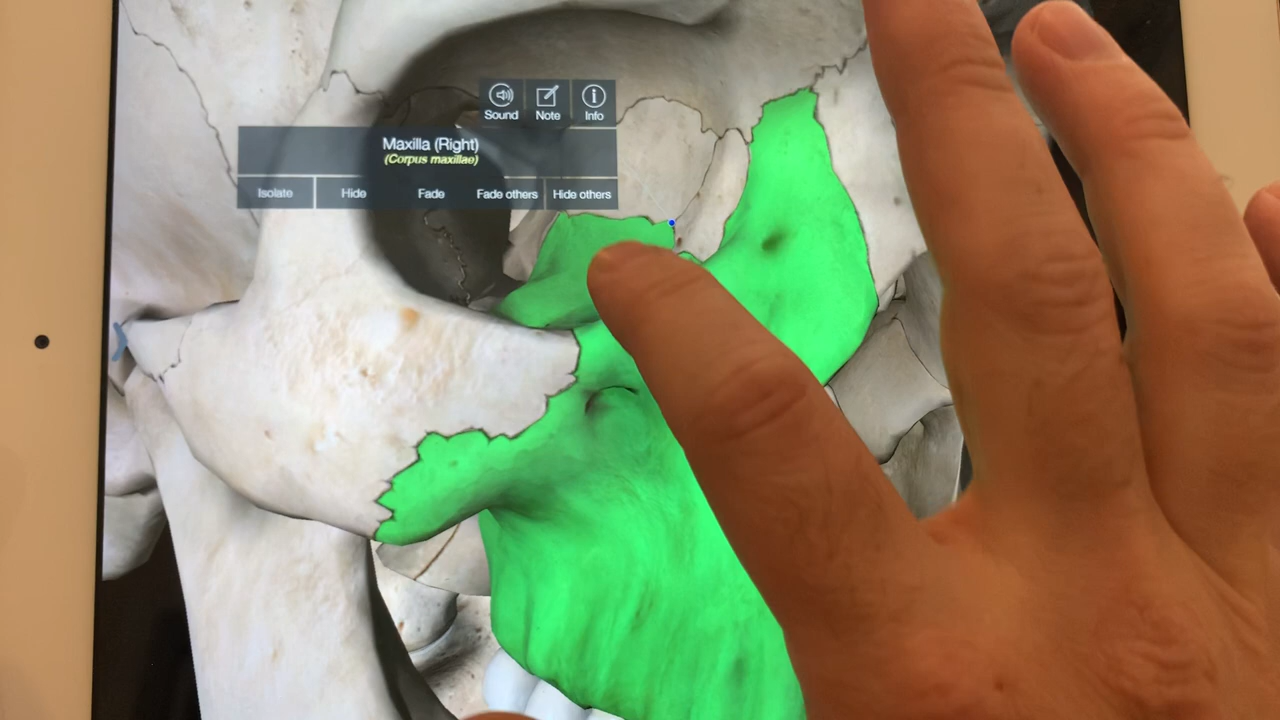 Sound Note Info
Maxilla (Right)
(Corpus maxillae)
Isolate Hide Fade Fade others Hide others